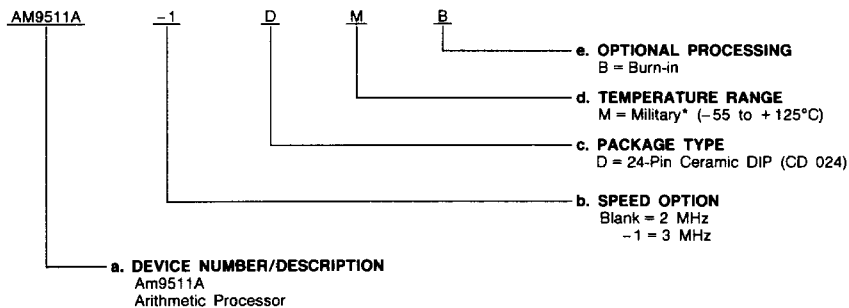 AM9511A -1 D M B
e. OPTIONAL PROCESSING
B = Burn-in
d. TEMPERATURE RANGE
M = Military* (-55 to +125°C)
c. PACKAGE TYPE
D = 24-Pin Ceramic DIP (CD 024)
b. SPEED OPTION
Blank = 2 MHz
-1 = 3 MHz
a. DEVICE NUMBER/DESCRIPTION
Am9511A
Arithmetic Processor